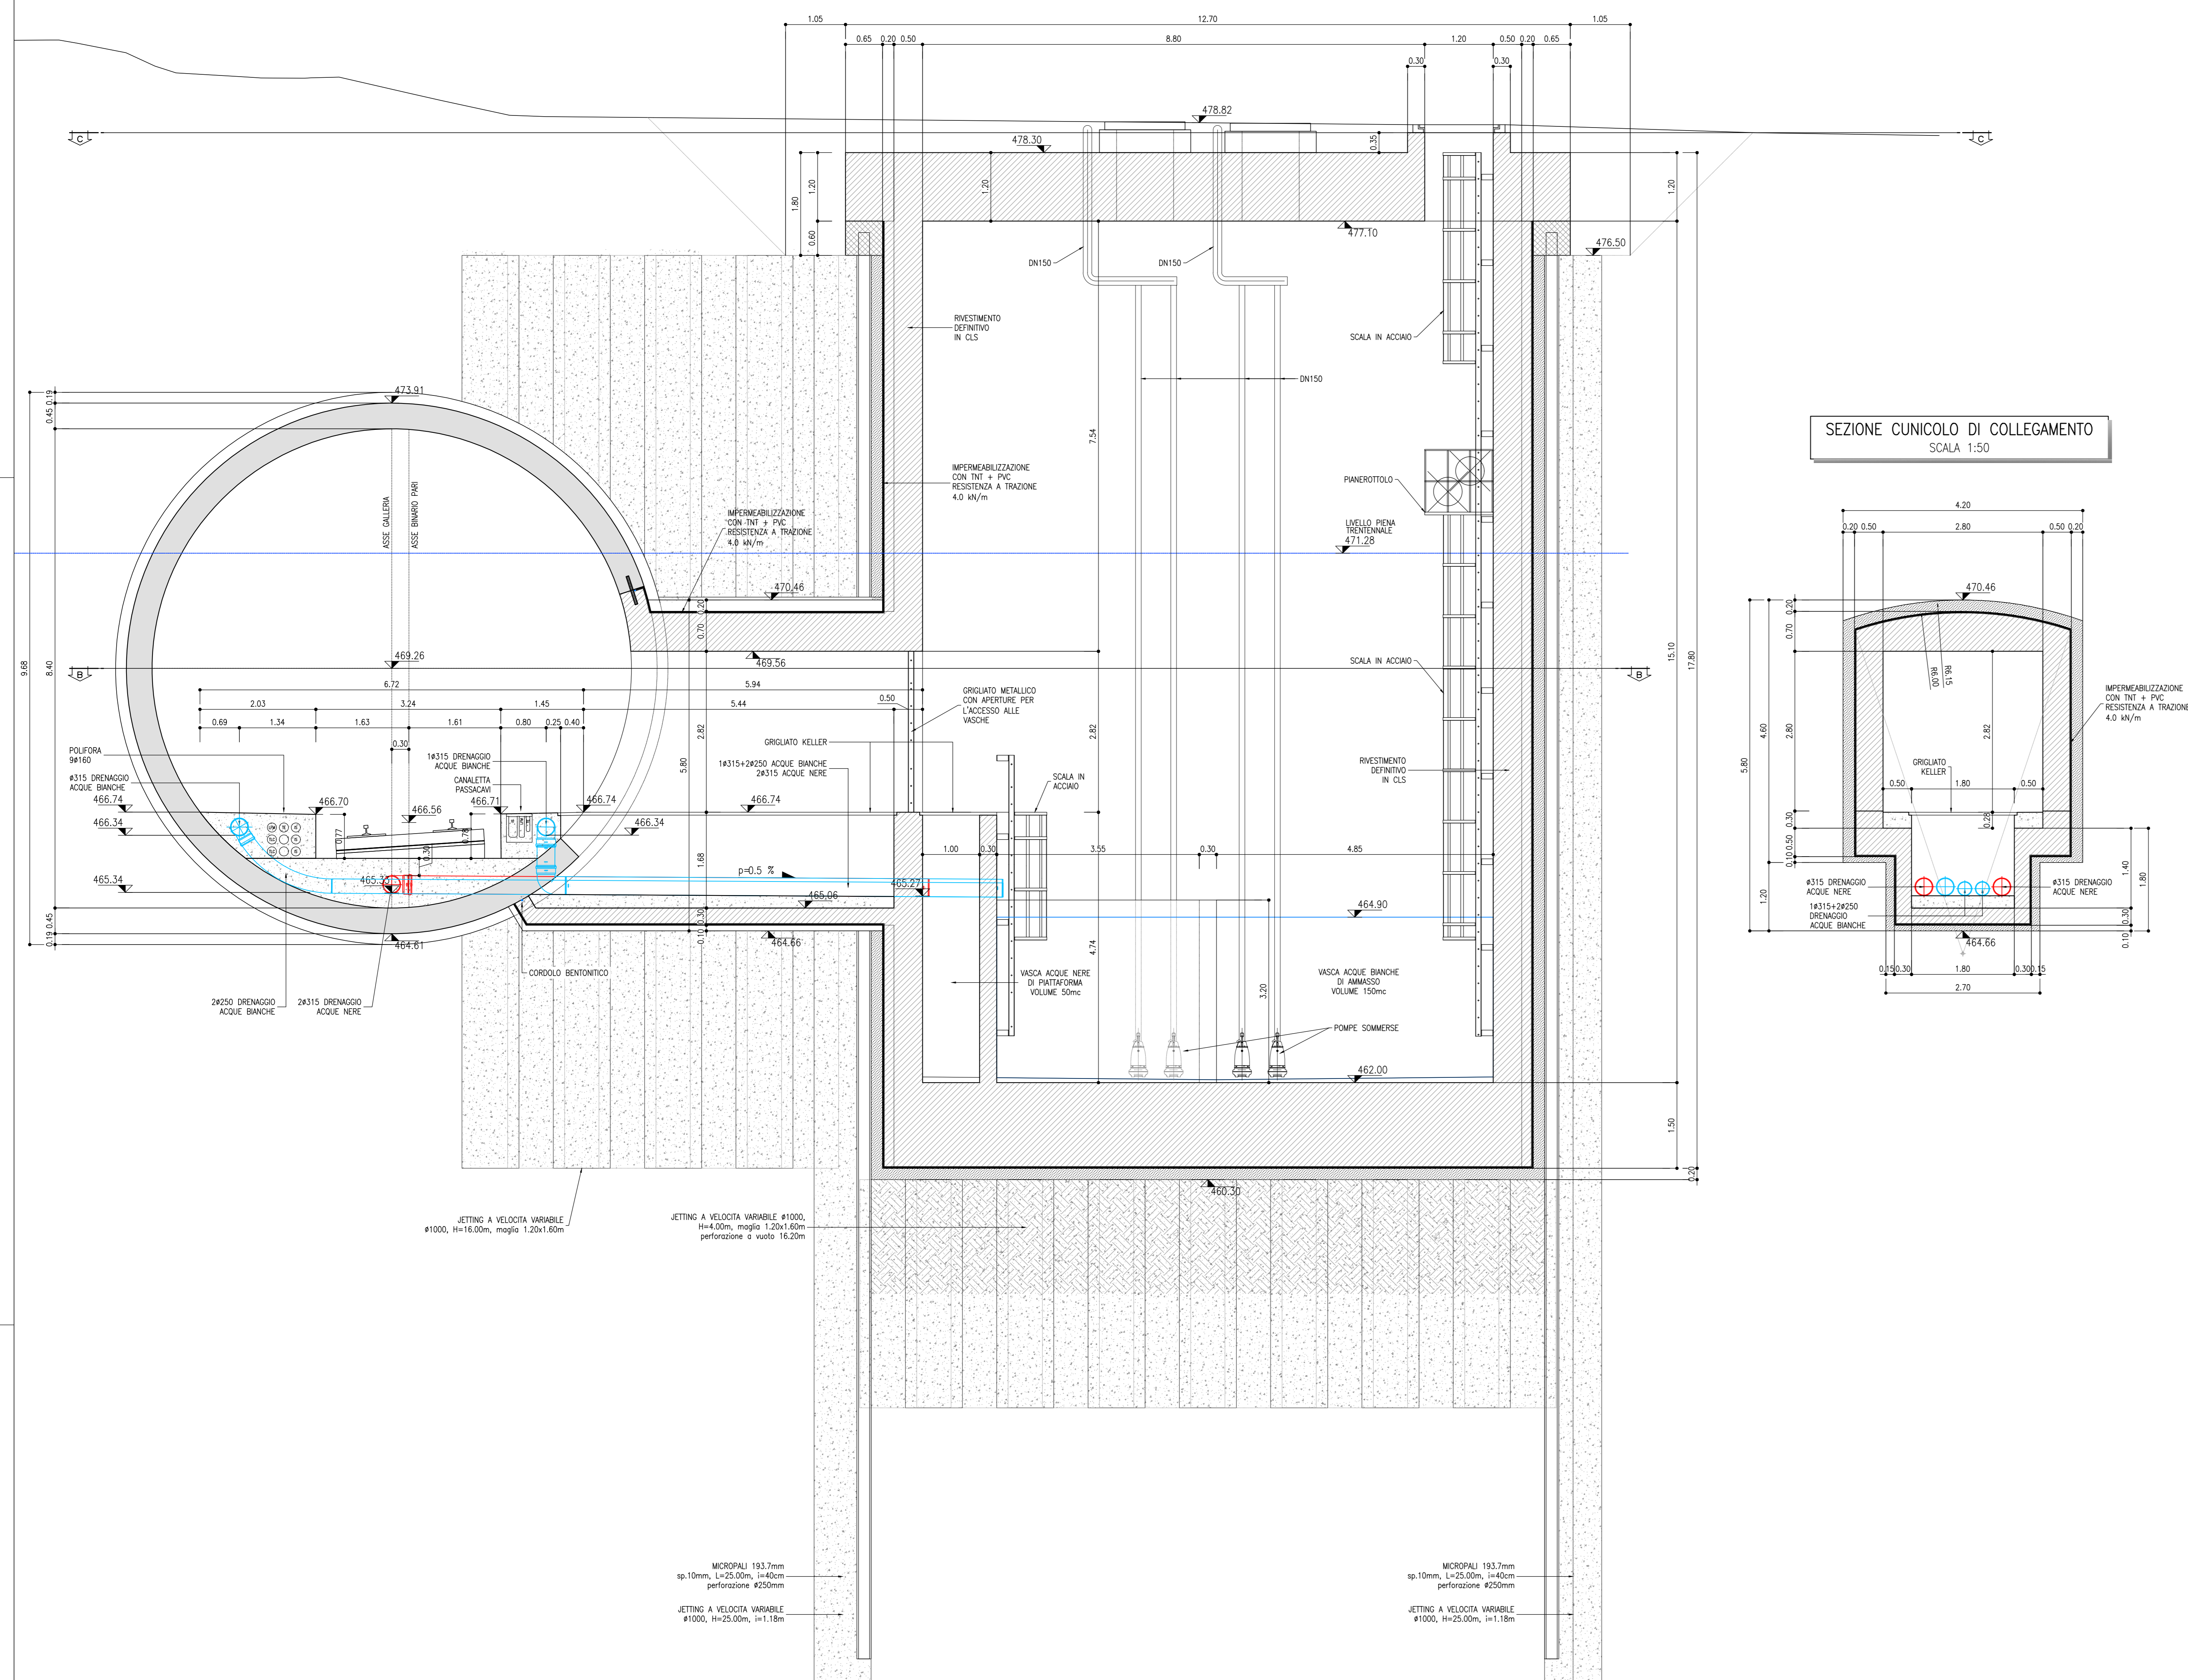 1.05
12.70
1.05
0.65
0.20
0.50
8.80
1.20
0.50
0.20
0.65
0.30
0.30
478.82
C
C
478.30
0.35
1.80
1.20
0.60
1.20
1.20
477.10
476.50
DN150
DN150
RIVESTIMENTO
DEFINITIVO
IN CLS
SCALA IN ACCIAIO
DN150
0.19
0.45
473.91
7.54
SEZIONE CUNICOLO DI COLLEGAMENTO
SCALA 1:50
ASSE GALLERIA
ASSE BINARIO PARI
IMPERMEABILIZZAZIONE
CON TNT + PVC
RESISTENZA A TRAZIONE
4.0 kN/m
PIANEROTTOLO
IMPERMEABILIZZAZIONE
CON TNT + PVC
RESISTENZA A TRAZIONE
4.0 kN/m
LIVELLO PIENA
TRENTENNALE
471.28
4.20
0.20
0.50
2.80
0.50
0.20
470.46
0.20
0.70
470.46
0.20
0.70
R6.15
R6.00
9.68
8.40
B
469.26
469.56
SCALA IN ACCIAIO
B
15.10
17.80
6.72
5.94
2.03
3.24
1.45
5.44
0.50
0.69
1.34
1.63
1.61
0.80
0.25
0.40
0.30
GRIGLIATO METALLICO
CON APERTURE PER
L'ACCESSO ALLE
VASCHE
IMPERMEABILIZZAZIONE
CON TNT + PVC
RESISTENZA A TRAZIONE
4.0 kN/m
2.82
2.82
5.80
5.80
4.60
2.80
2.82
POLIFORA
9ø160
1ø315 DRENAGGIO
ACQUE BIANCHE
GRIGLIATO KELLER
1ø315+2ø250 ACQUE BIANCHE
2ø315 ACQUE NERE
ø315 DRENAGGIO
ACQUE BIANCHE
CANALETTA
PASSACAVI
SCALA IN
ACCIAIO
RIVESTIMENTO
DEFINITIVO
IN CLS
GRIGLIATO
KELLER
0.50
1.80
0.50
466.74
466.70
466.56
466.71
466.74
466.74
466.34
466.34
0.77
0.78
0.30
0.30
0.50
0.10
0.28
1.40
1.80
1.68
1.00
0.30
3.55
0.30
4.85
p=0.5 %
465.34
465.27
465.06
464.90
1.20
ø315 DRENAGGIO
ACQUE NERE
ø315 DRENAGGIO
ACQUE NERE
1ø315+2ø250
DRENAGGIO
ACQUE BIANCHE
0.30
0.10
464.66
0.45
0.19
464.61
0.30
0.10
464.66
4.74
CORDOLO BENTONITICO
VASCA ACQUE NERE
DI PIATTAFORMA
VOLUME 50mc
VASCA ACQUE BIANCHE
DI AMMASSO
VOLUME 150mc
3.20
0.15
0.30
1.80
0.30
0.15
2.70
2ø250 DRENAGGIO
ACQUE BIANCHE
2ø315 DRENAGGIO
ACQUE NERE
POMPE SOMMERSE
462.00
1.50
0.20
460.30
JETTING A VELOCITA VARIABILE
ø1000, H=16.00m, maglia 1.20x1.60m
JETTING A VELOCITA VARIABILE ø1000,
H=4.00m, maglia 1.20x1.60m
perforazione a vuoto 16.20m
MICROPALI 193.7mm
sp.10mm, L=25.00m, i=40cm
perforazione ø250mm
JETTING A VELOCITA VARIABILE
ø1000, H=25.00m, i=1.18m
MICROPALI 193.7mm
sp.10mm, L=25.00m, i=40cm
perforazione ø250mm
JETTING A VELOCITA VARIABILE
ø1000, H=25.00m, i=1.18m